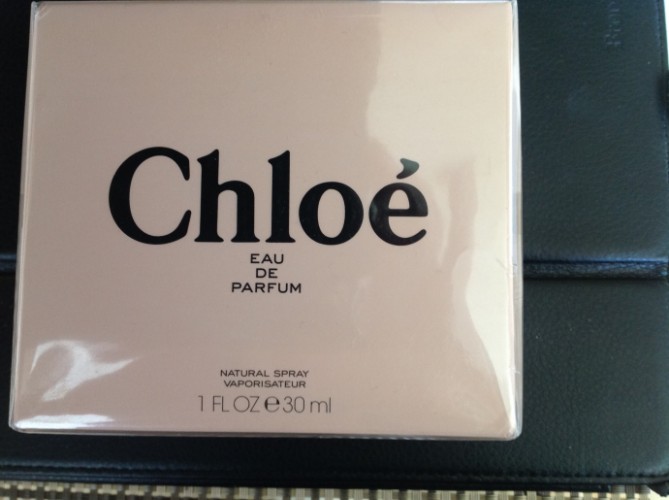 Chloé
EAU
DE
PARFUM
NATURAL SPRAY
VAPORISATEUR
1 FL OZ ℮ 30 ml